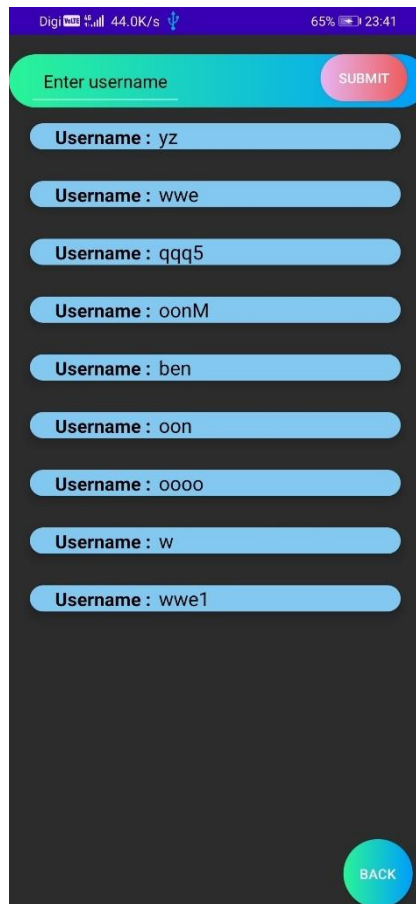 Digi VoLTE 4G 44.0K/s 65% 23:41
Enter username SUBMIT
Username : yz
Username : wwe
Username : qqq5
Username : oonM
Username : ben
Username : oon
Username : oooo
Username : w
Username : wwe1
BACK